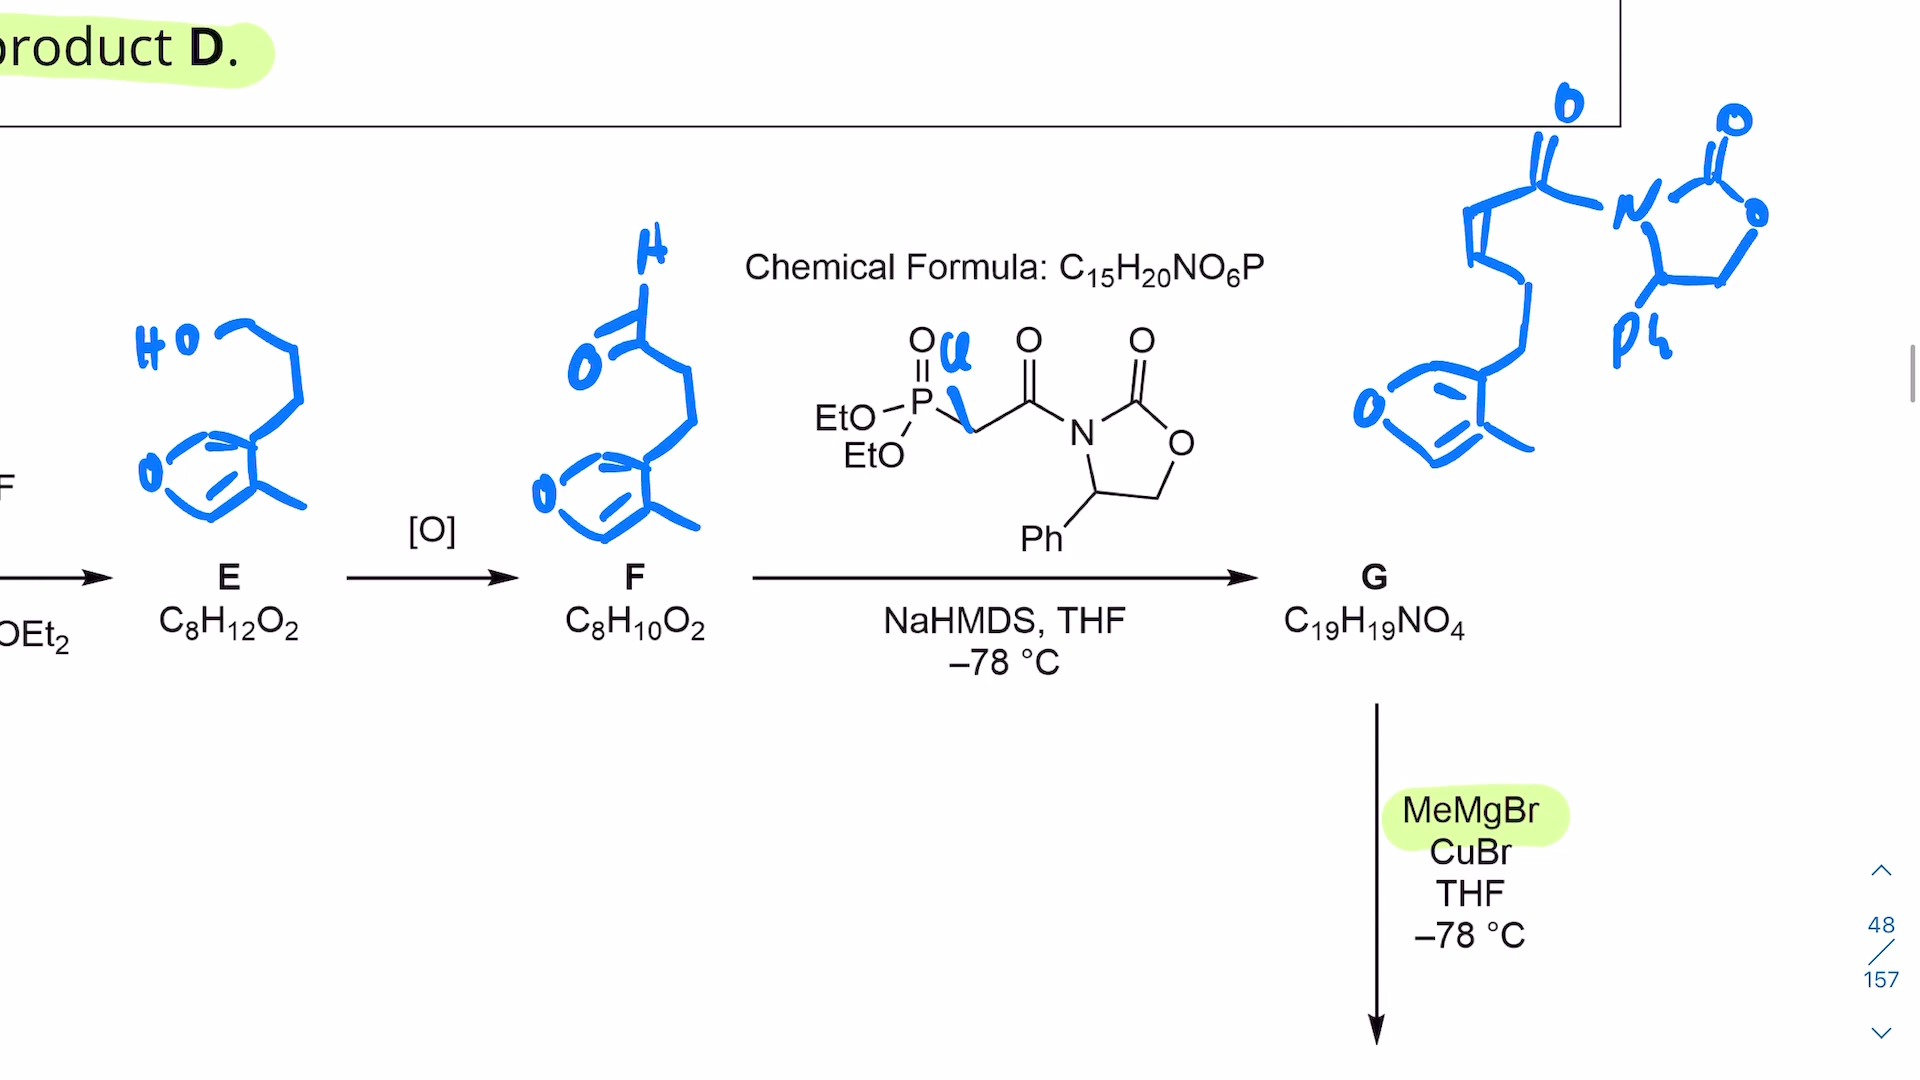 product D.
O
O
N
O
Ph
O
H
O
O
HO
O
Chemical Formula: C₁₅H₂₀NO₆P
O
O
O
EtO
P
EtO
N
O
Ph
F
[O]
E
F
G
C₈H₁₂O₂
C₈H₁₀O₂
NaHMDS, THF
C₁₉H₁₉NO₄
OEt₂
–78 °C
MeMgBr
CuBr
THF
–78 °C
48
/
157